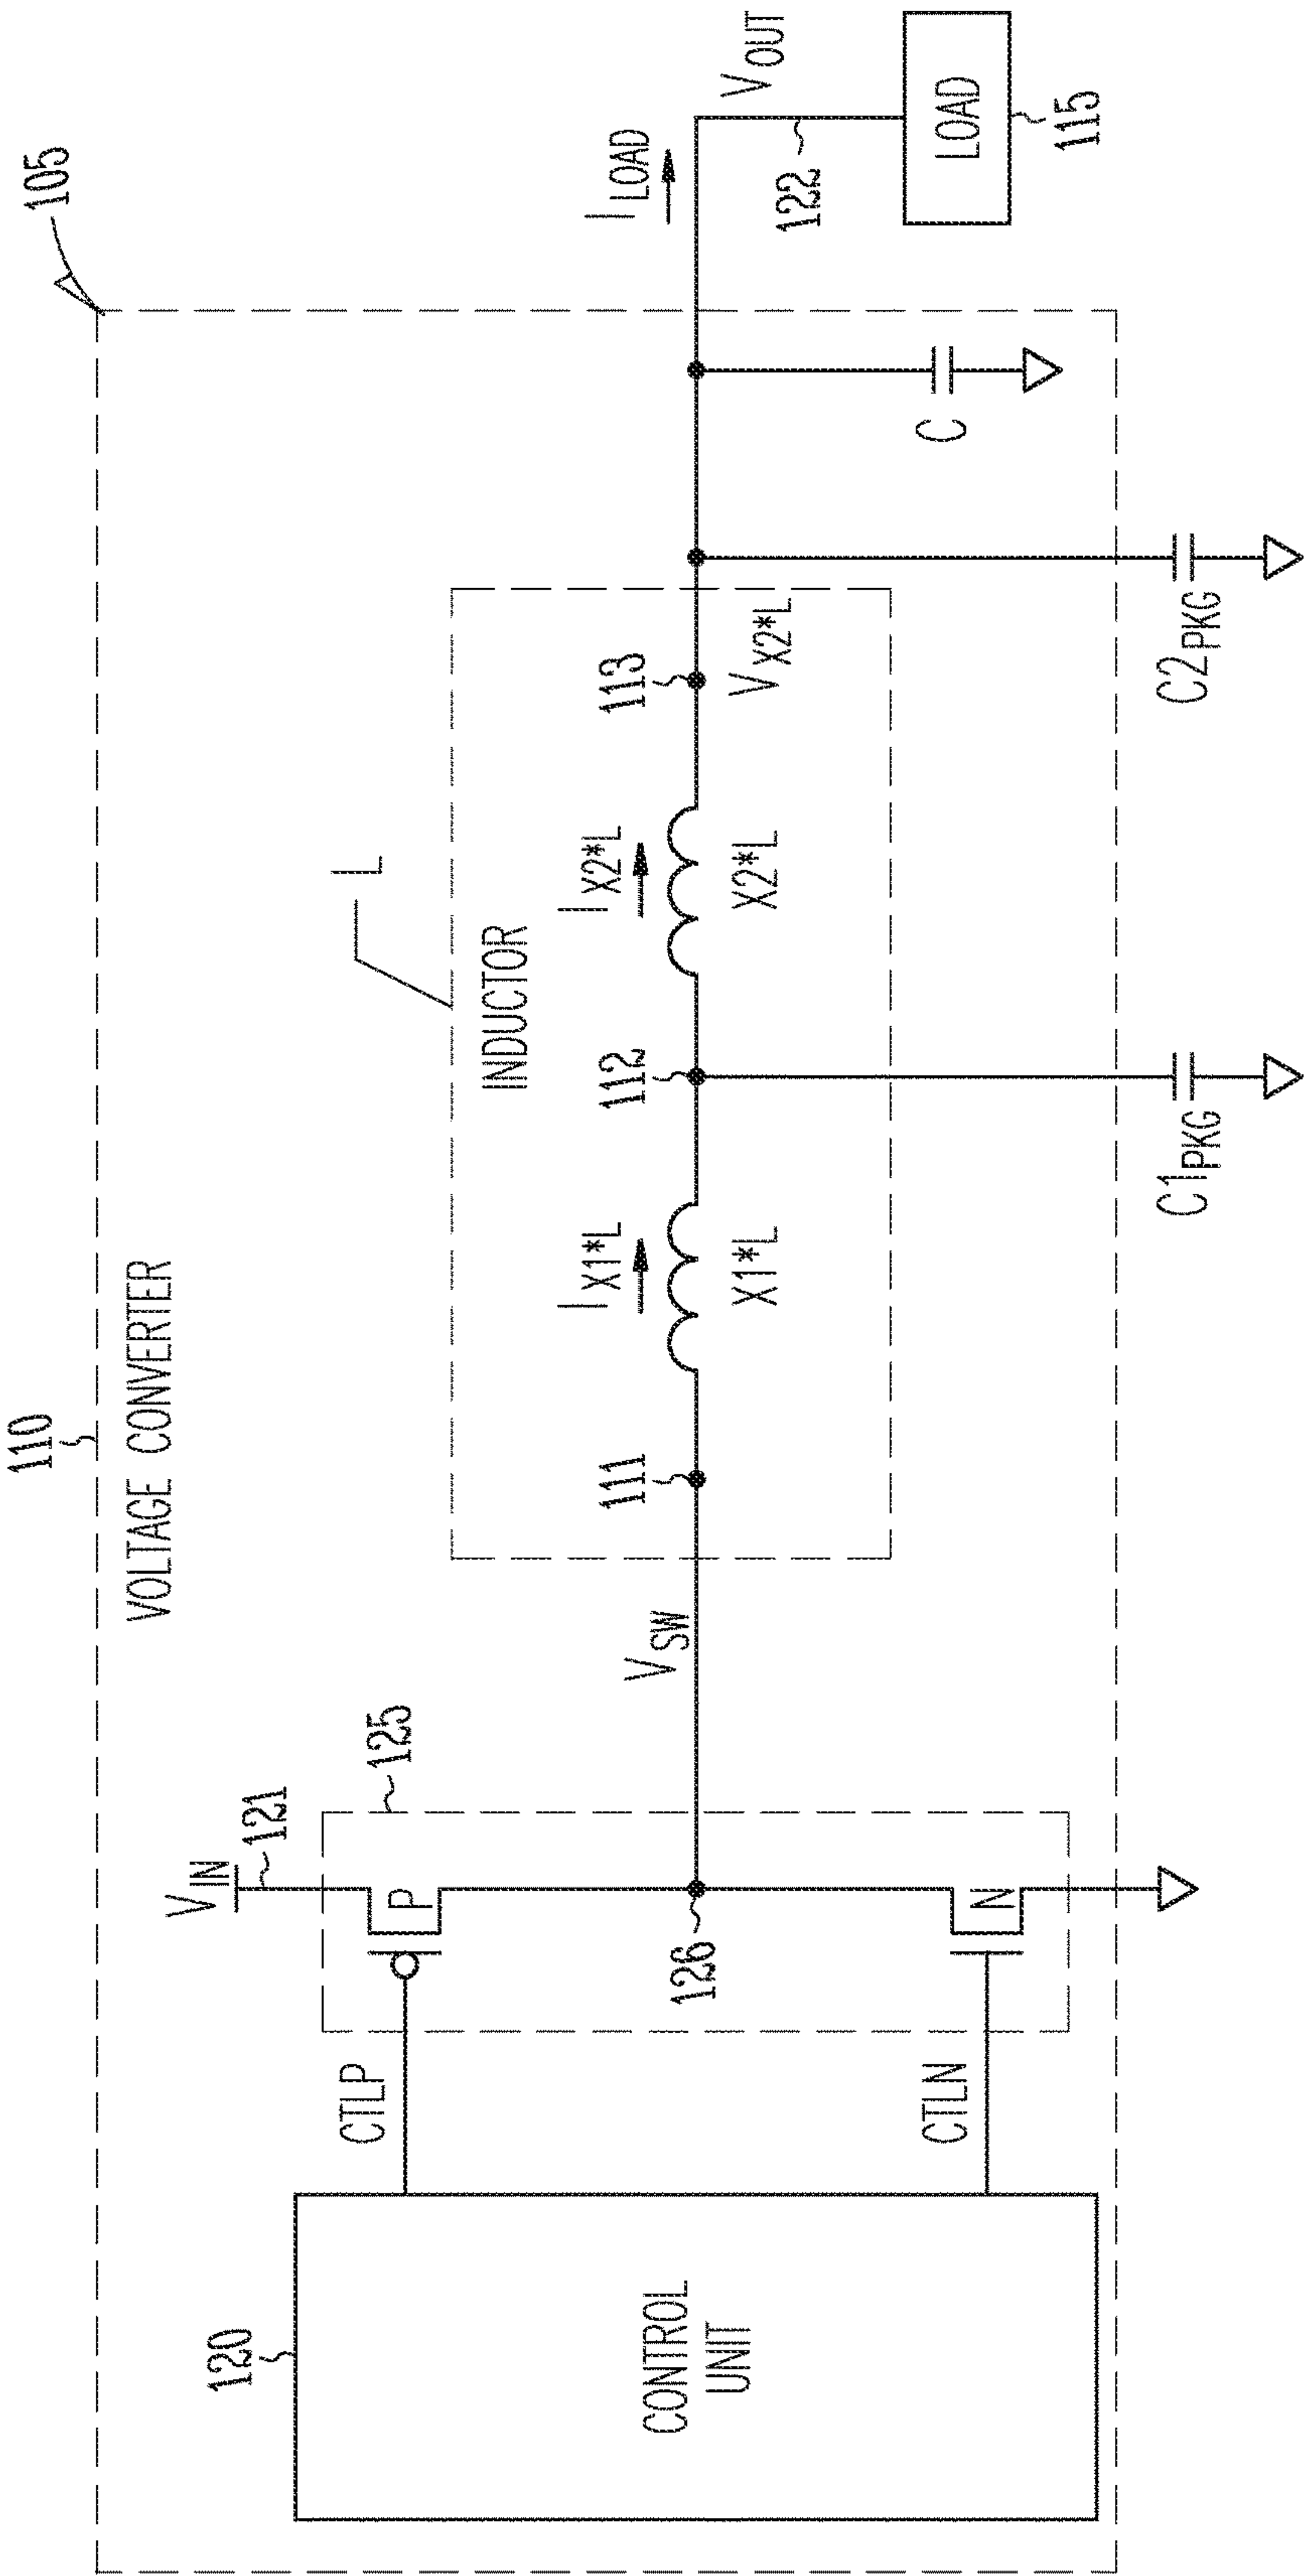 110
105
VOLTAGE CONVERTER
L
V_IN
121
125
INDUCTOR
120
CTLP
P
I_X1*L
I_X2*L
I_LOAD
V_SW
111
112
113
V_OUT
126
X1*L
X2*L
V_X2*L
122
CONTROL
UNIT
CTLN
N
C
LOAD
115
C1_PKG
C2_PKG